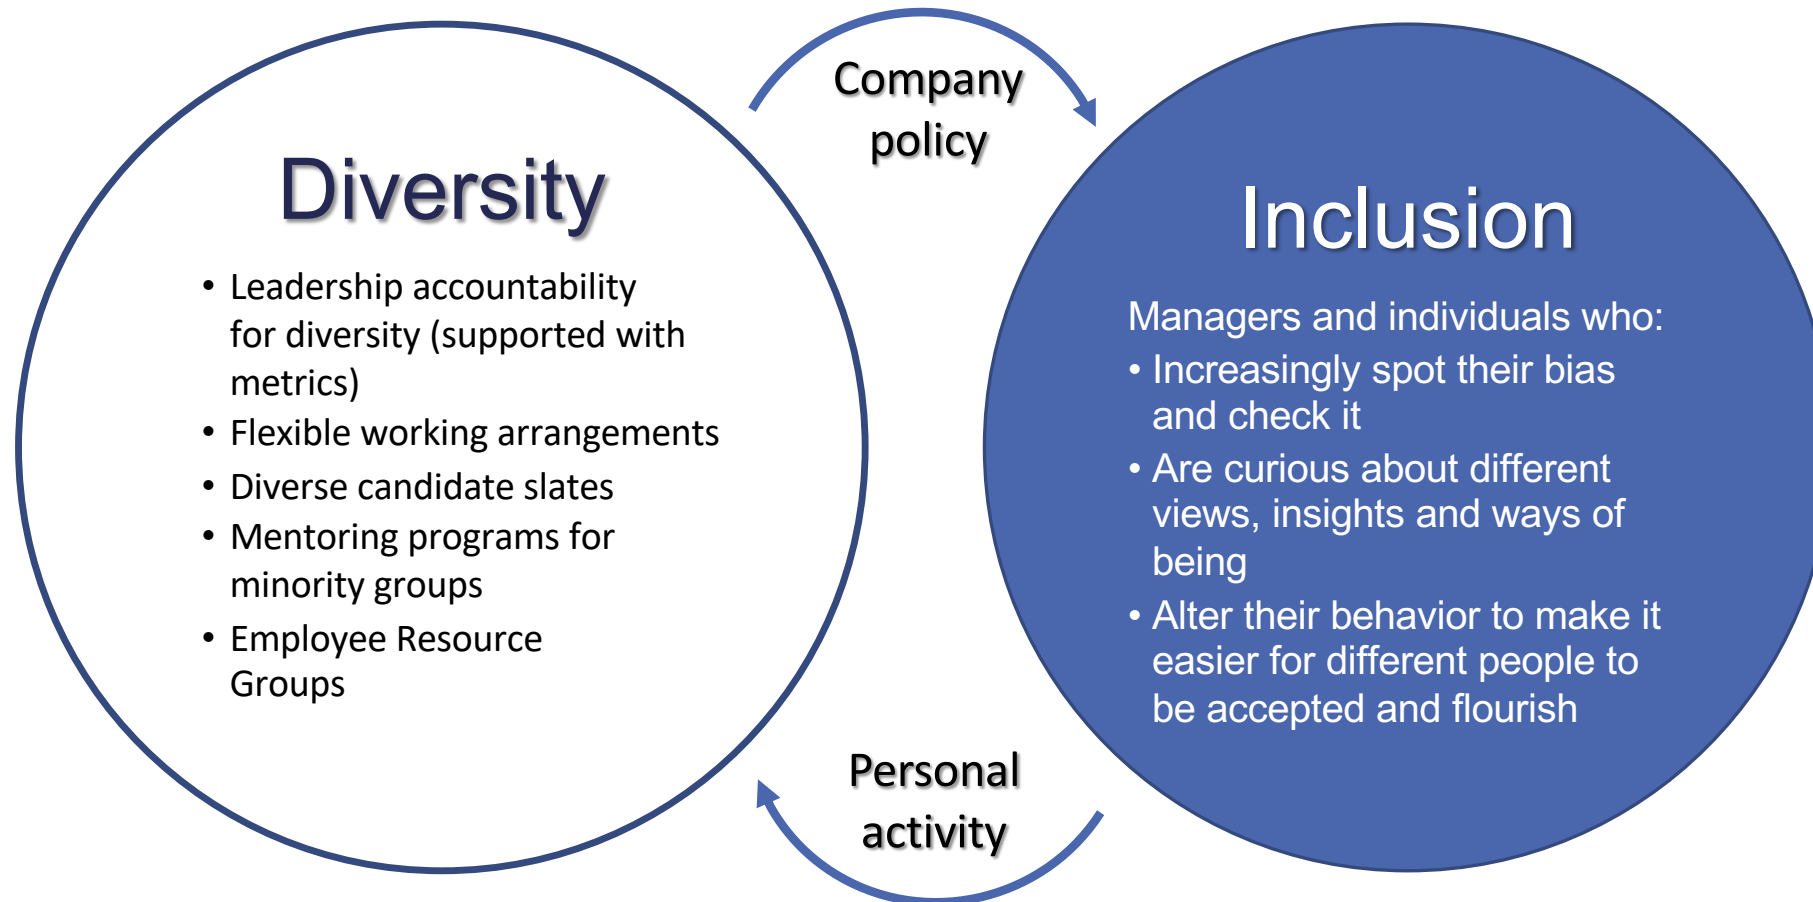 Diversity
• Leadership accountability
for diversity (supported with
metrics)
• Flexible working arrangements
• Diverse candidate slates
• Mentoring programs for
minority groups
• Employee Resource
Groups
Company
policy
Inclusion
Managers and individuals who:
• Increasingly spot their bias
and check it
• Are curious about different
views, insights and ways of
being
• Alter their behavior to make it
easier for different people to
be accepted and flourish
Personal
activity